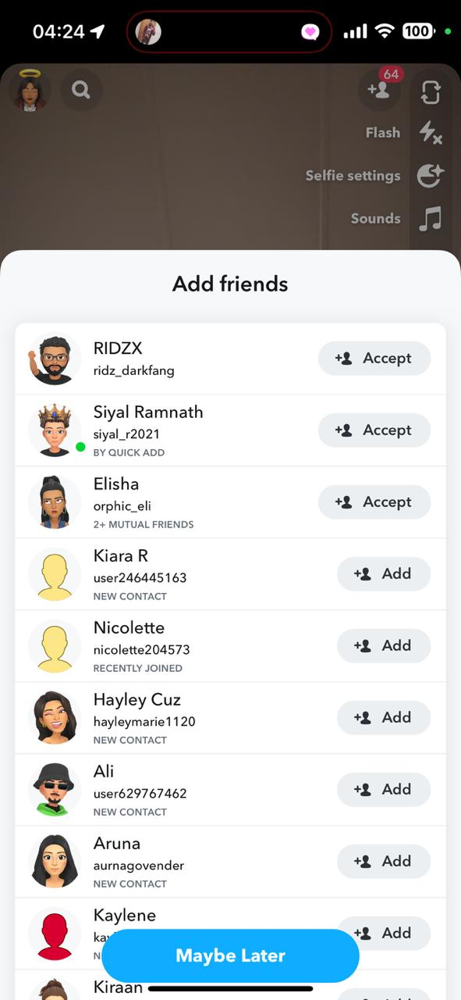 04:24
100
64
Flash
Selfie settings
Sounds
Add friends
RIDZX
ridz_darkfang
Accept
Siyal Ramnath
siyal_r2021
BY QUICK ADD
Accept
Elisha
orphic_eli
2+ MUTUAL FRIENDS
Accept
Kiara R
user246445163
NEW CONTACT
Add
Nicolette
nicolette204573
RECENTLY JOINED
Add
Hayley Cuz
hayleymarie1120
NEW CONTACT
Add
Ali
user629767462
NEW CONTACT
Add
Aruna
aurnagovender
NEW CONTACT
Add
Kaylene
Add
Maybe Later
Kiraan